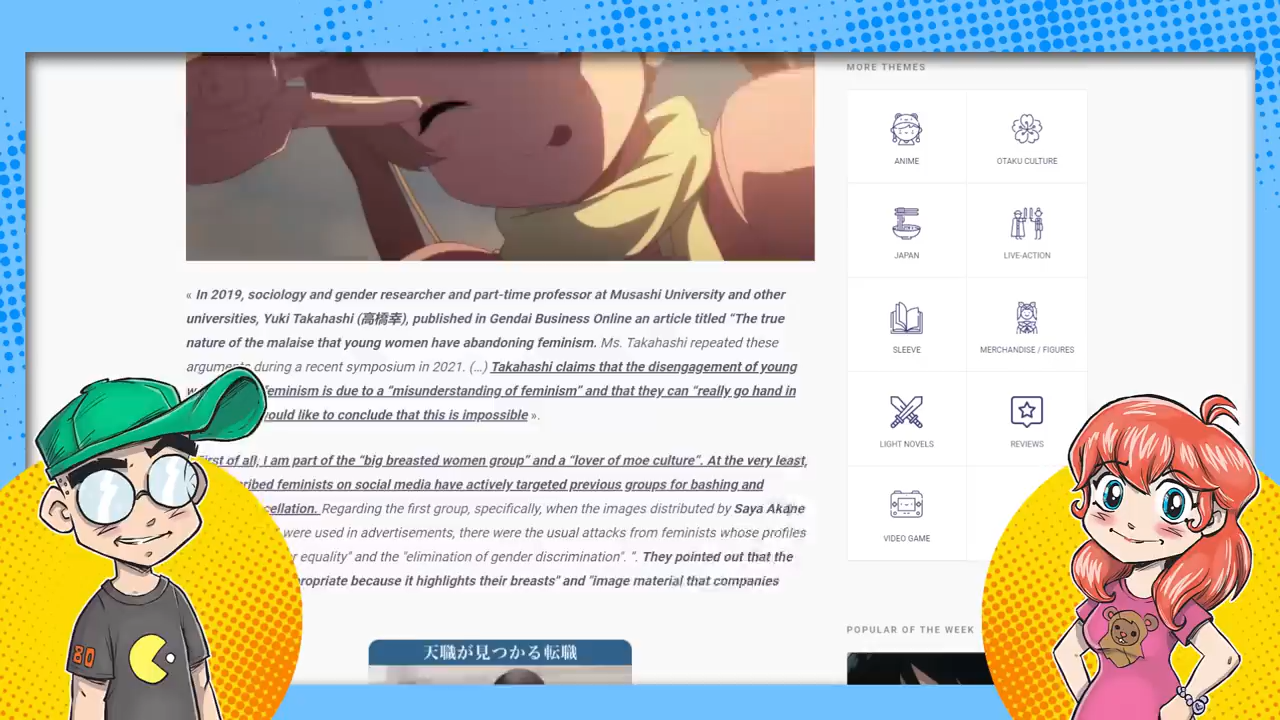 MORE THEMES
ANIME
OTAKU CULTURE
JAPAN
LIVE-ACTION
SLEEVE
MERCHANDISE / FIGURES
LIGHT NOVELS
REVIEWS
VIDEO GAME
POPULAR OF THE WEEK
« In 2019, sociology and gender researcher and part-time professor at Musashi University and other
universities, Yuki Takahashi (高橋幸), published in Gendai Business Online an article titled “The true
nature of the malaise that young women have abandoning feminism. Ms. Takahashi repeated these
arguments during a recent symposium in 2021. (...) Takahashi claims that the disengagement of young
feminism is due to a “misunderstanding of feminism” and that they can “really go hand in
would like to conclude that this is impossible ».
First of all, I am part of the “big breasted women group” and a “lover of moe culture”. At the very least,
feminists on social media have actively targeted previous groups for bashing and
Regarding the first group, specifically, when the images distributed by Saya Akane
were used in advertisements, there were the usual attacks from feminists whose profiles
equality" and the "elimination of gender discrimination". ". They pointed out that the
because it highlights their breasts" and "image material that companies
天職が見つかる転職
80